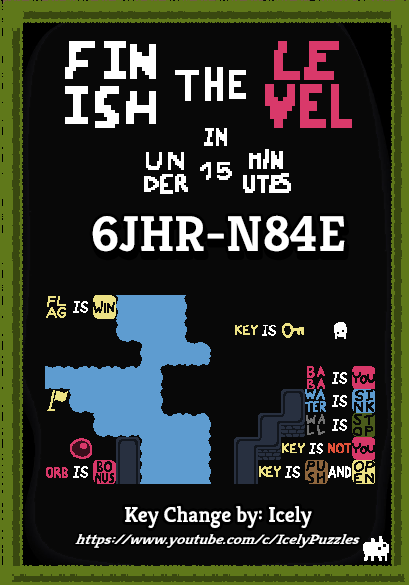 FIN
ISH
THE
LE
VEL
IN
UN
DER
15
MIN
UTES
6JHR-N84E
FL
AG
IS WIN
KEY IS
BA
BA
IS YOU
WA
TER
IS
SI
NK
WA
LL
IS
ST
OP
KEY IS NOT YOU
ORB IS
BO
NUS
KEY IS
PU
SH
AND
OP
EN
Key Change by: Icely
https://www.youtube.com/c/IcelyPuzzles